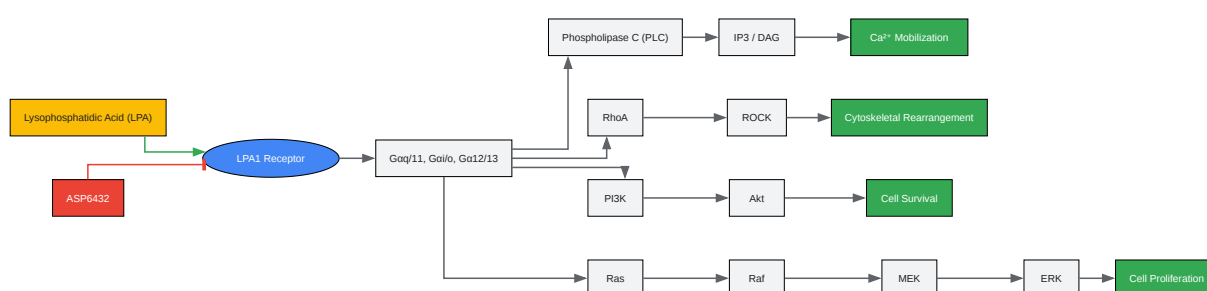 Phospholipase C (PLC)
IP3 / DAG
Ca²⁺ Mobilization
Lysophosphatidic Acid (LPA)
RhoA
ROCK
Cytoskeletal Rearrangement
LPA1 Receptor
Gαq/11, Gαi/o, Gα12/13
ASP6432
PI3K
Akt
Cell Survival
Ras
Raf
MEK
ERK
Cell Proliferation